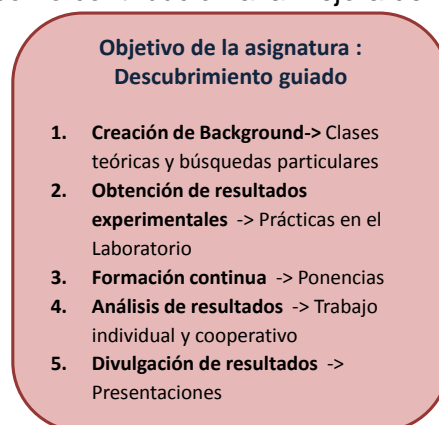 Objetivo de la asignatura :
Descubrimiento guiado
1. Creación de Background-> Clases
teóricas y búsquedas particulares
2. Obtención de resultados
experimentales -> Prácticas en el
Laboratorio
3. Formación continua -> Ponencias
4. Análisis de resultados -> Trabajo
individual y cooperativo
5. Divulgación de resultados ->
Presentaciones